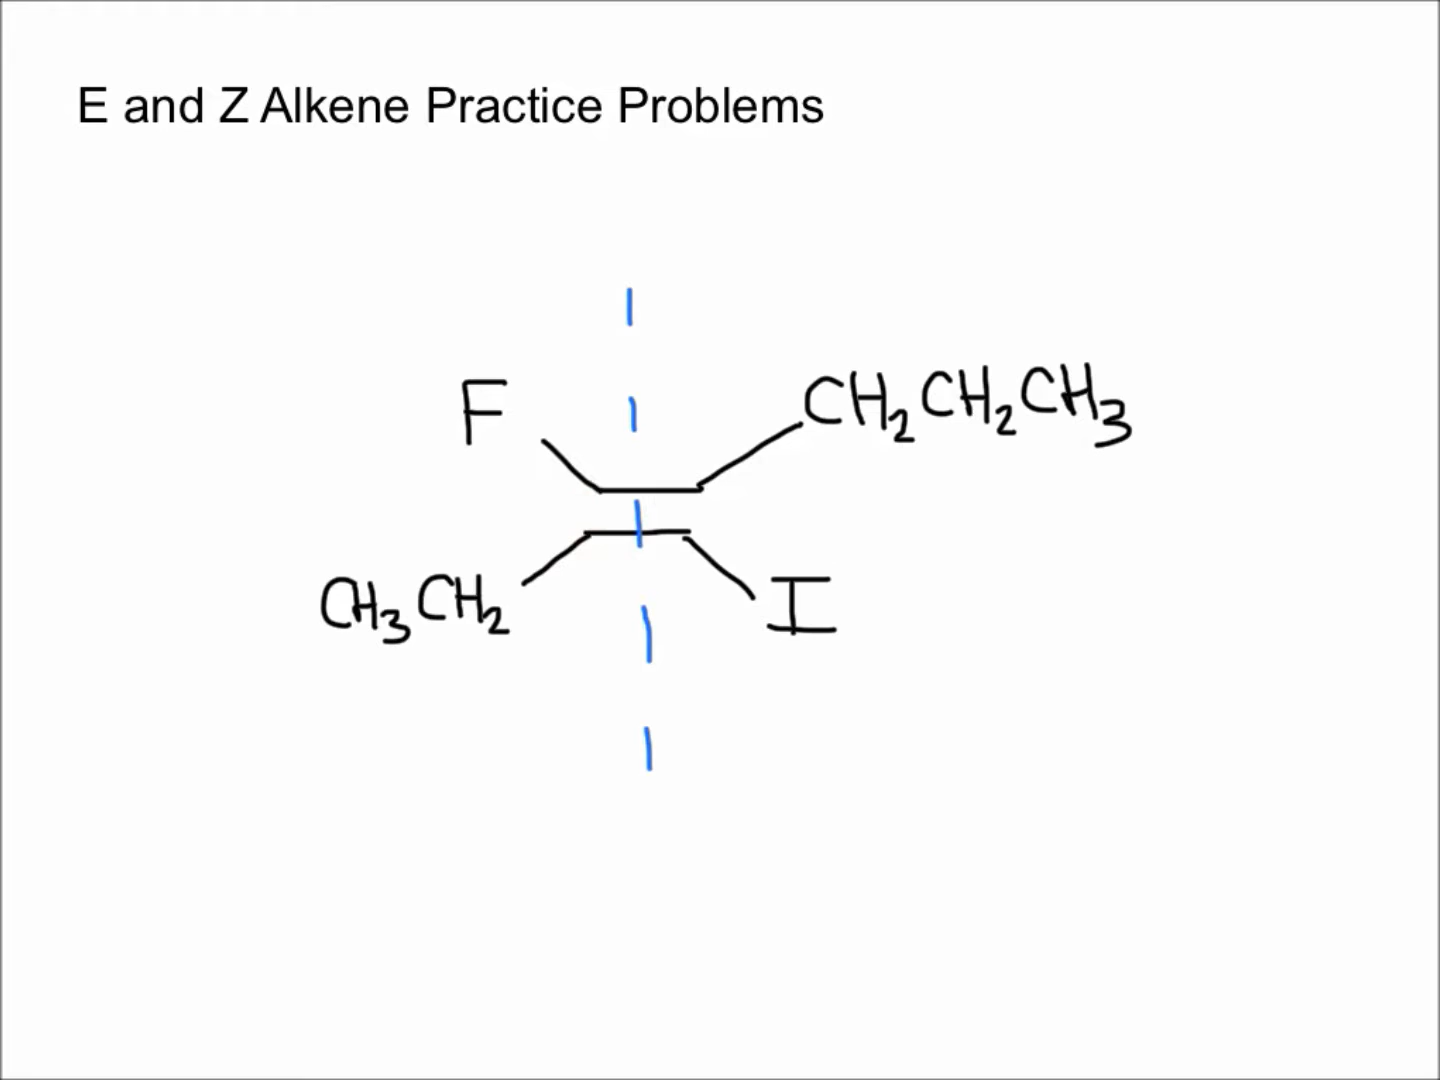 E and Z Alkene Practice Problems
F CH₂CH₂CH₃
CH₃CH₂ I